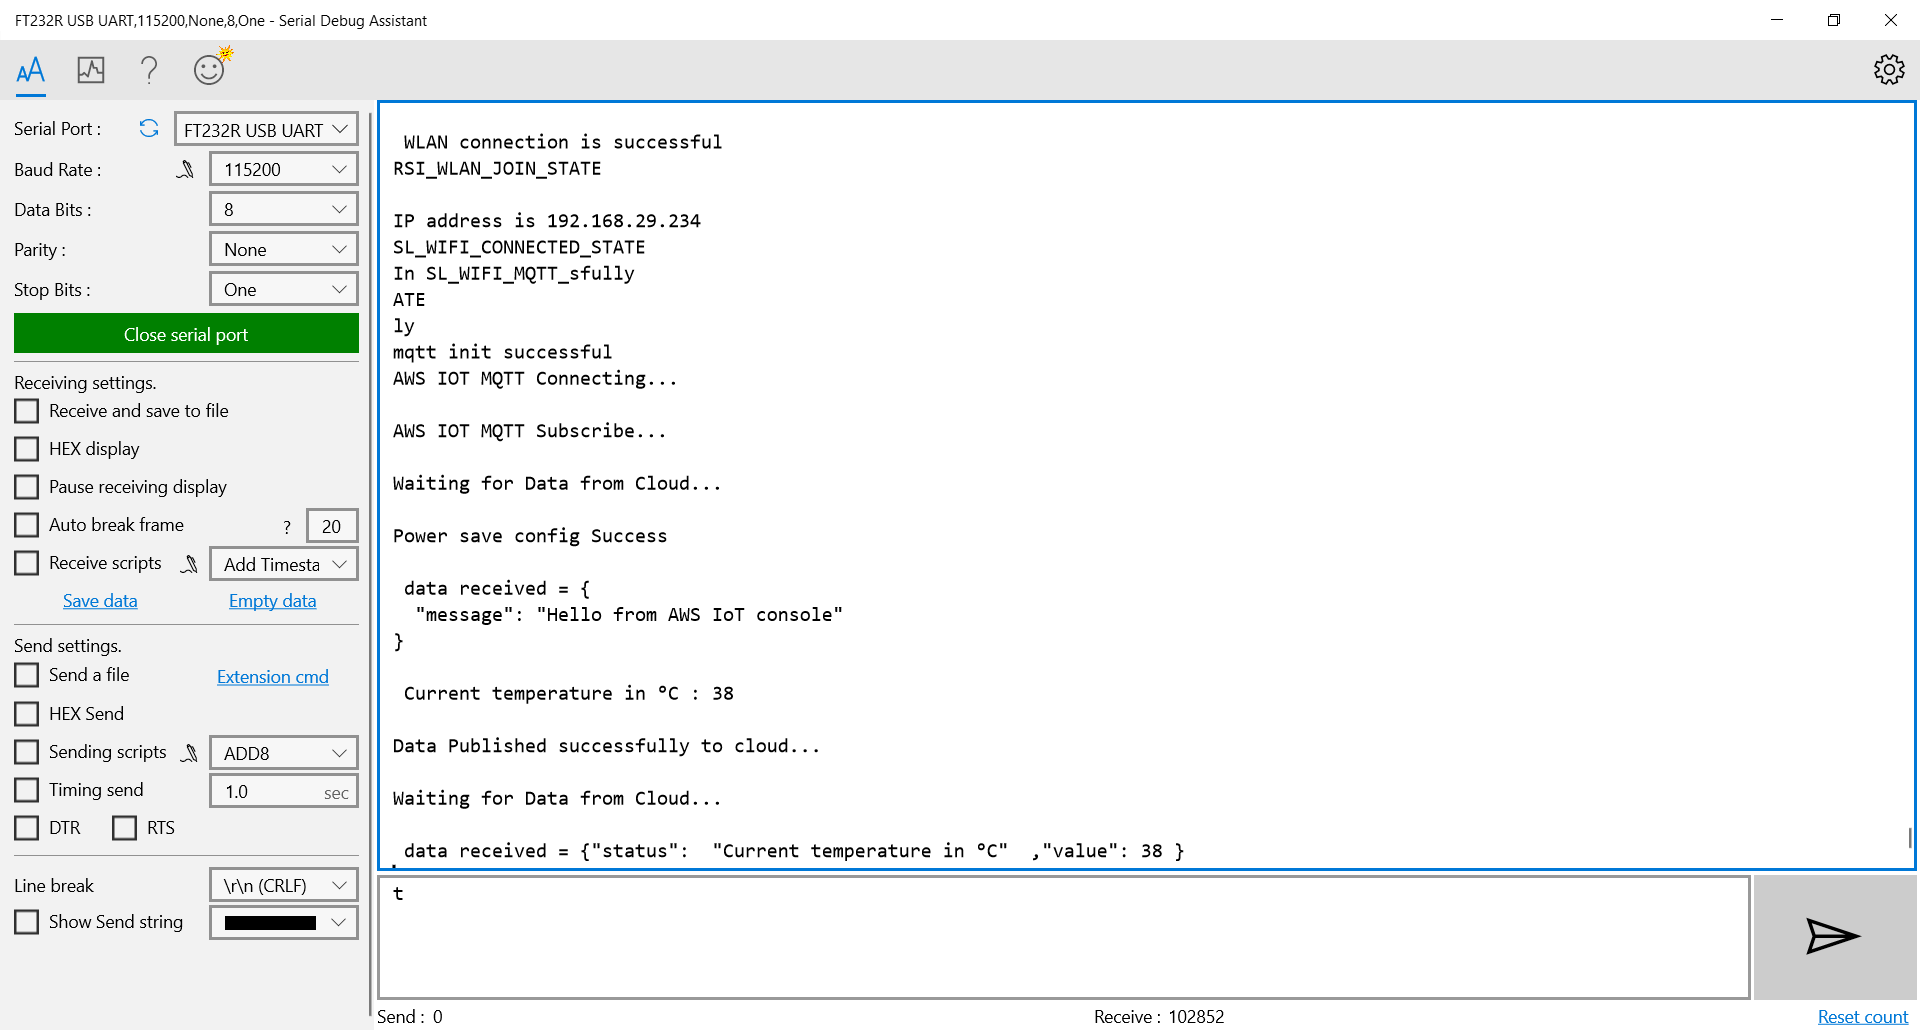 FT232R USB UART,115200,None,8,One - Serial Debug Assistant
AA
Serial Port :
FT232R USB UART
Baud Rate :
115200
Data Bits :
8
Parity :
None
Stop Bits :
One
Close serial port
Receiving settings.
Receive and save to file
HEX display
Pause receiving display
Auto break frame ? 20
Receive scripts Add Timesta
Save data Empty data
Send settings.
Send a file Extension cmd
HEX Send
Sending scripts ADD8
Timing send 1.0 sec
DTR RTS
Line break \r\n (CRLF)
Show Send string
WLAN connection is successful
RSI_WLAN_JOIN_STATE
IP address is 192.168.29.234
SL_WIFI_CONNECTED_STATE
In SL_WIFI_MQTT_sfully
ATE
ly
mqtt init successful
AWS IOT MQTT Connecting...
AWS IOT MQTT Subscribe...
Waiting for Data from Cloud...
Power save config Success
data received = {
"message": "Hello from AWS IoT console"
}
Current temperature in °C : 38
Data Published successfully to cloud...
Waiting for Data from Cloud...
data received = {"status":  "Current temperature in °C"  ,"value": 38 }
t
Send : 0
Receive : 102852
Reset count